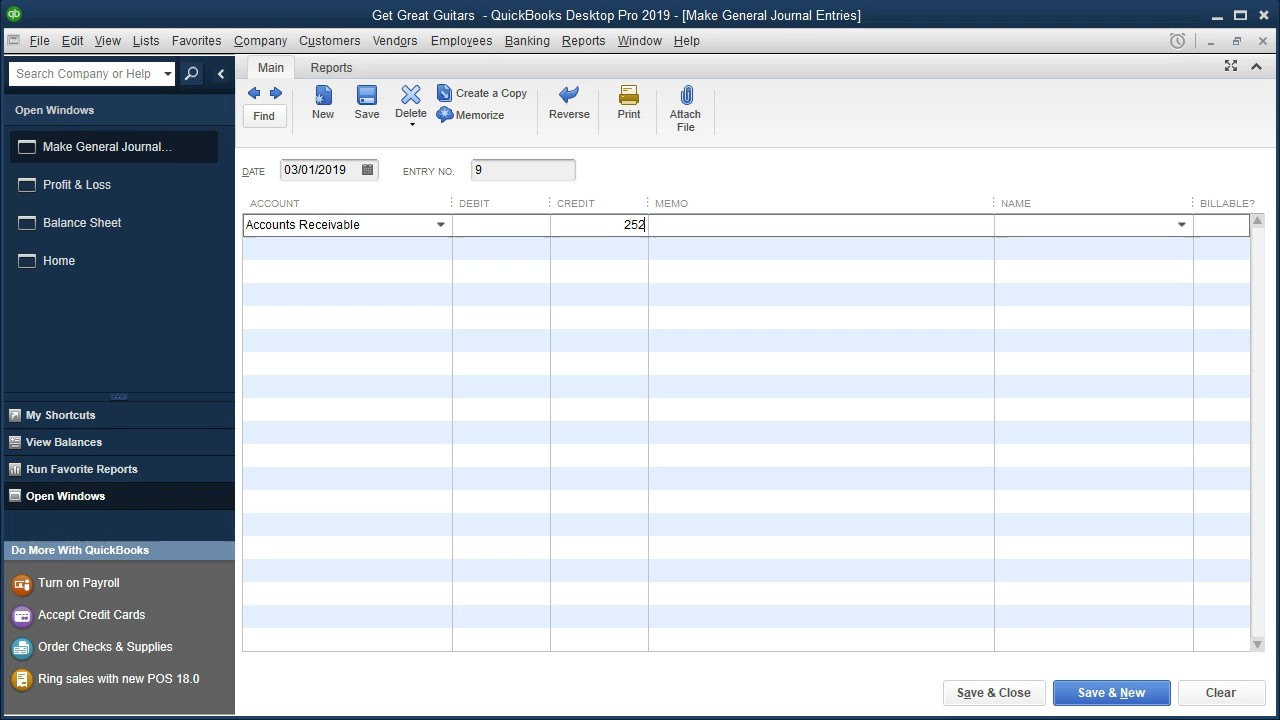 Get Great Guitars - QuickBooks Desktop Pro 2019 - [Make General Journal Entries]
File Edit View Lists Favorites Company Customers Vendors Employees Banking Reports Window Help
Search Company or Help
Main Reports
Find
New
Save
Delete
Create a Copy
Memorize
Reverse
Print
Attach
File
Open Windows
Make General Journal...
Profit & Loss
Balance Sheet
Home
My Shortcuts
View Balances
Run Favorite Reports
Open Windows
Do More With QuickBooks
Turn on Payroll
Accept Credit Cards
Order Checks & Supplies
Ring sales with new POS 18.0
DATE 03/01/2019 ENTRY NO. 9
ACCOUNT DEBIT CREDIT MEMO NAME BILLABLE?
Accounts Receivable 252
Save & Close Save & New Clear